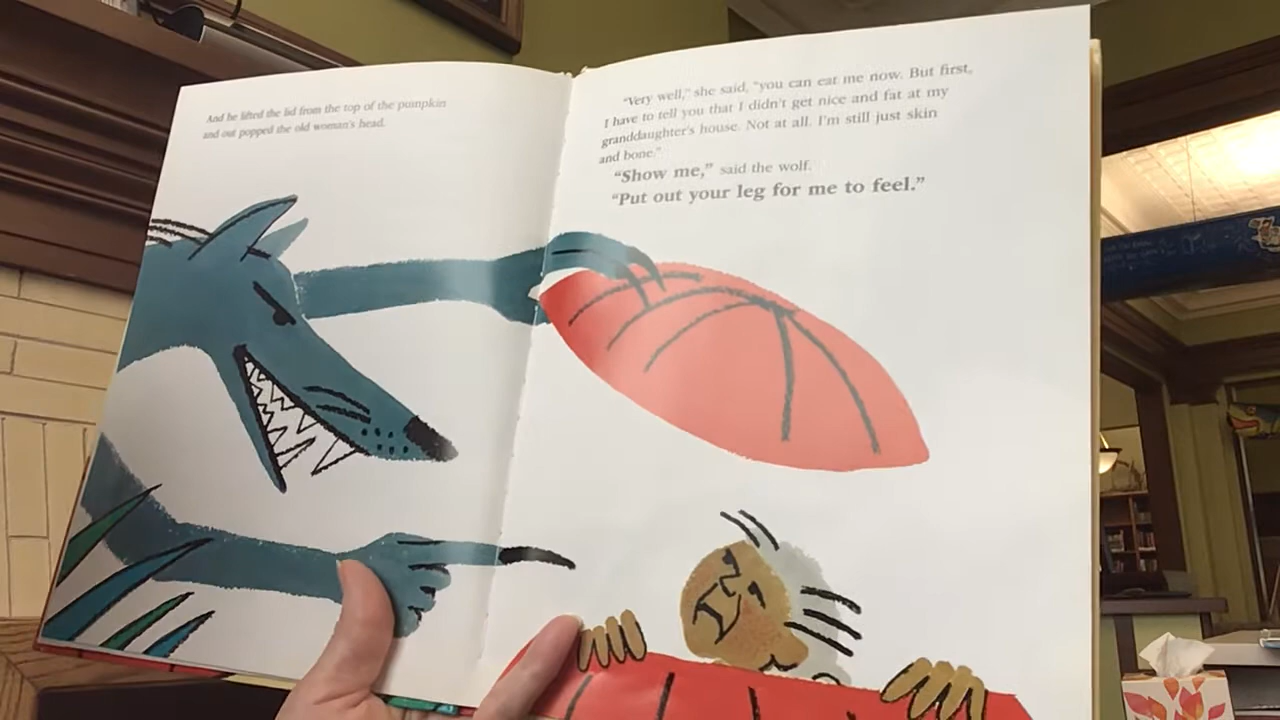 And he lifted the lid from the top of the pumpkin
and out popped the old woman's head.
"Very well," she said, "you can eat me now. But first,
I have to tell you that I didn't get nice and fat at my
granddaughter's house. Not at all. I'm still just skin
and bone."
"Show me," said the wolf.
"Put out your leg for me to feel."